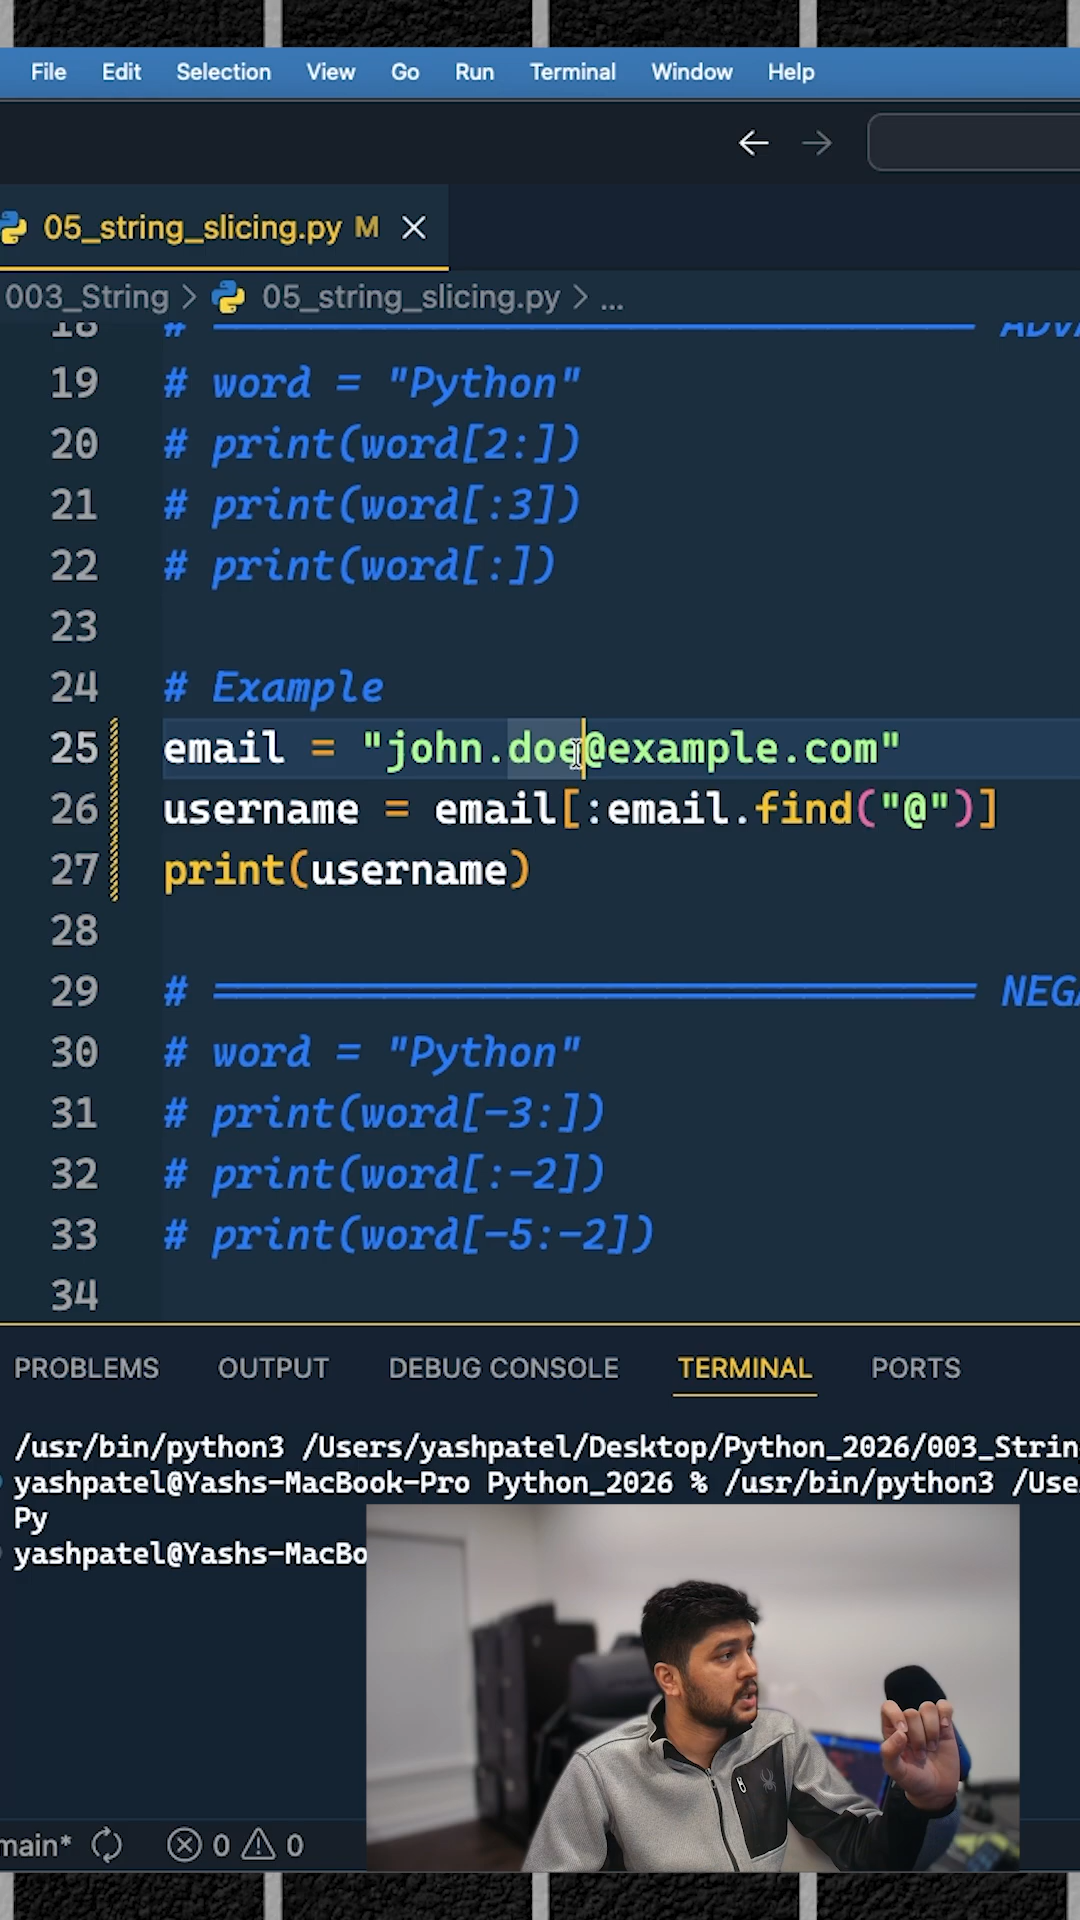 File Edit Selection View Go Run Terminal Window Help
05_string_slicing.py M
003_String > 05_string_slicing.py > ...
18 #
19 # word = "Python"
20 # print(word[2:])
21 # print(word[:3])
22 # print(word[:])
23
24 # Example
25 email = "john.doe@example.com"
26 username = email[:email.find("@")]
27 print(username)
28
29 # ═══════════════════════════════ NEGA
30 # word = "Python"
31 # print(word[-3:])
32 # print(word[:-2])
33 # print(word[-5:-2])
34
PROBLEMS OUTPUT DEBUG CONSOLE TERMINAL PORTS
/usr/bin/python3 /Users/yashpatel/Desktop/Python_2026/003_Strin
yashpatel@Yashs-MacBook-Pro Python_2026 % /usr/bin/python3 /Use
Py
yashpatel@Yashs-MacBo
main* 0 0